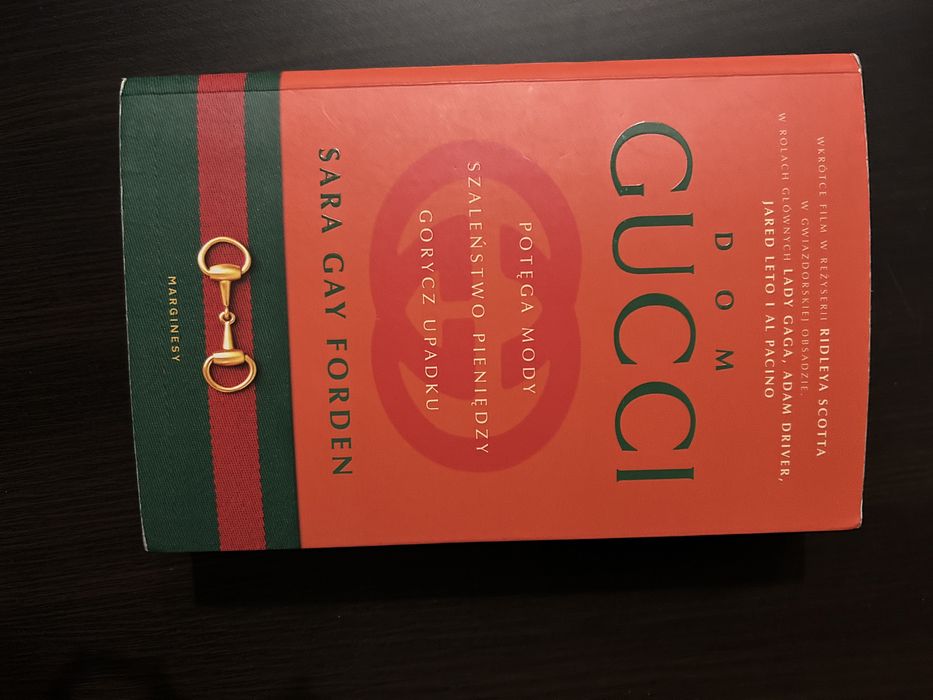 WKRÓTCE FILM W REŻYSERII RIDLEYA SCOTTA
W GWIAZDORSKIEJ OBSADZIE.
W ROLACH GŁÓWNYCH LADY GAGA, ADAM DRIVER,
JARED LETO I AL PACINO
DOM
GUCCI
POTĘGA MODY
SZALEŃSTWO PIENIĘDZY
GORYCZ UPADKU
SARA GAY FORDEN
MARGINESY